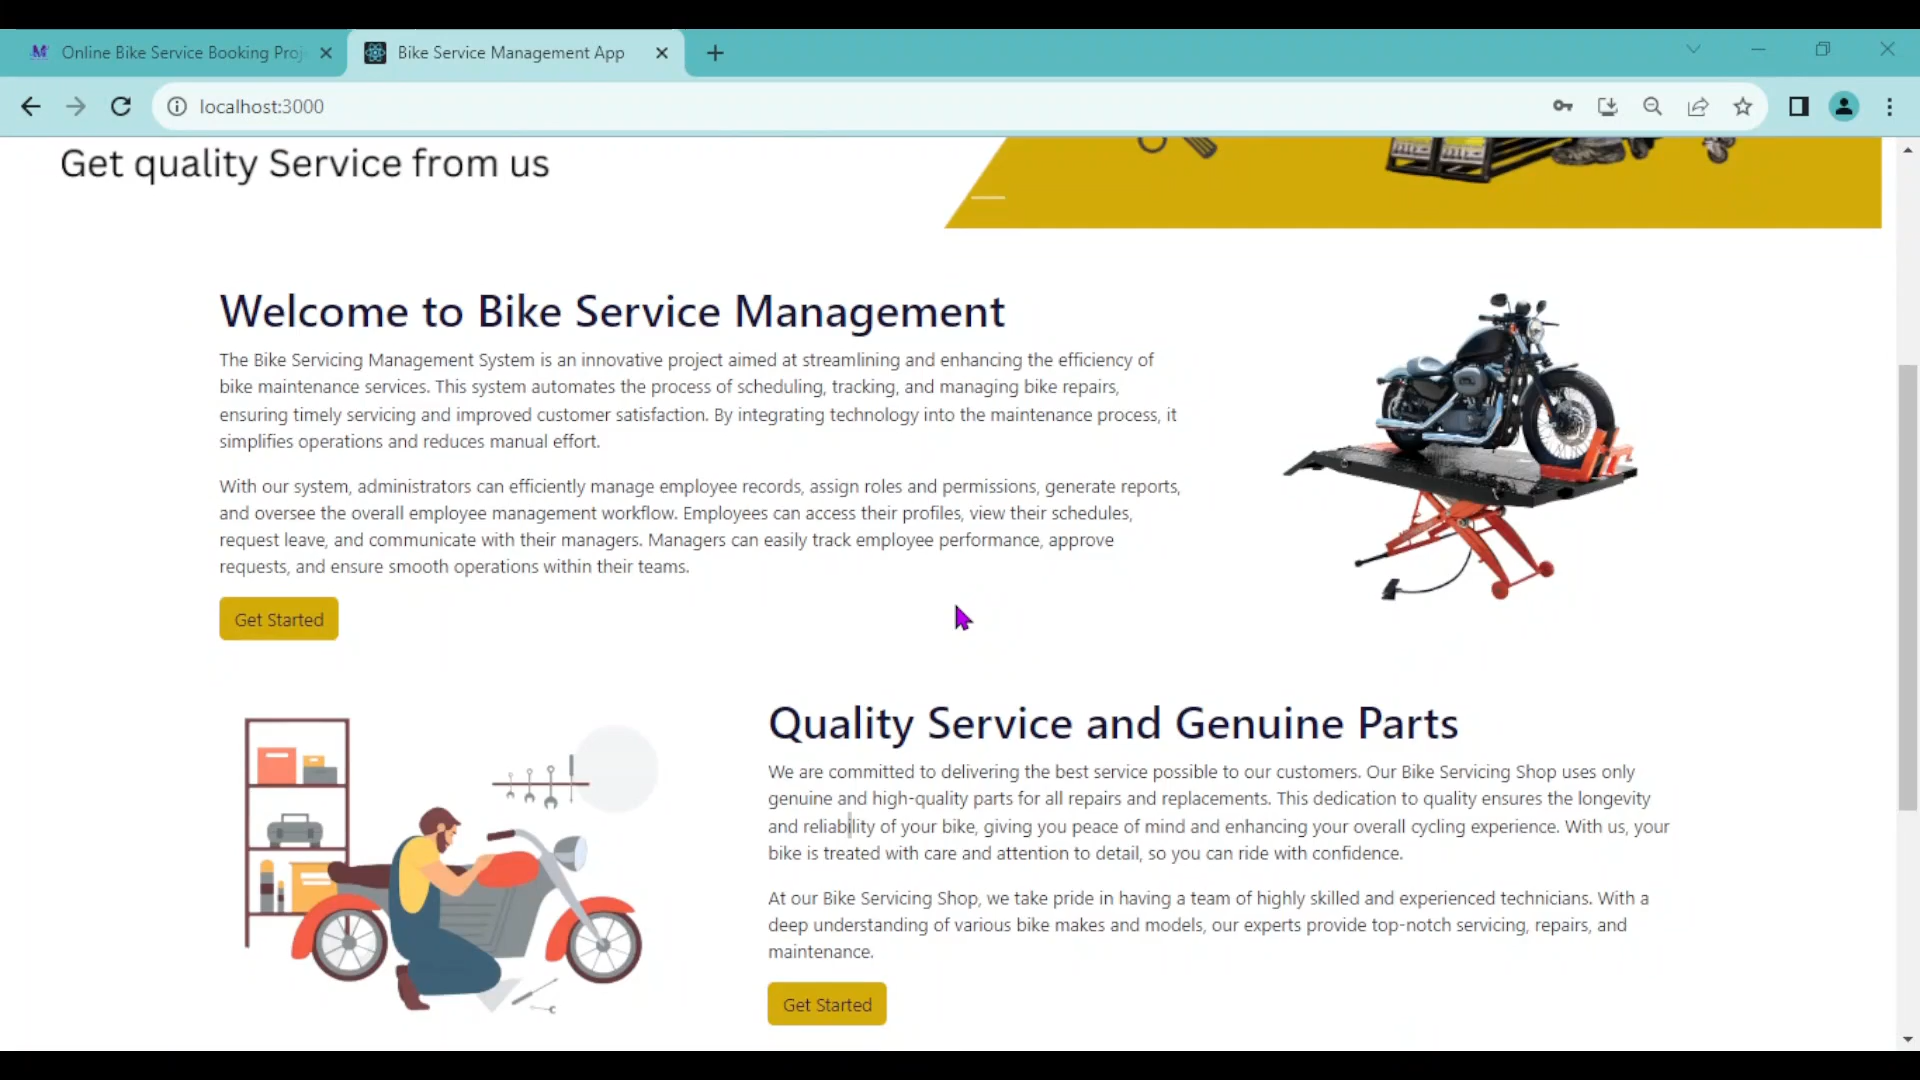 Online Bike Service Booking Proj
Bike Service Management App
localhost:3000
Get quality Service from us
Welcome to Bike Service Management
The Bike Servicing Management System is an innovative project aimed at streamlining and enhancing the efficiency of
bike maintenance services. This system automates the process of scheduling, tracking, and managing bike repairs,
ensuring timely servicing and improved customer satisfaction. By integrating technology into the maintenance process, it
simplifies operations and reduces manual effort.
With our system, administrators can efficiently manage employee records, assign roles and permissions, generate reports,
and oversee the overall employee management workflow. Employees can access their profiles, view their schedules,
request leave, and communicate with their managers. Managers can easily track employee performance, approve
requests, and ensure smooth operations within their teams.
Get Started
Quality Service and Genuine Parts
We are committed to delivering the best service possible to our customers. Our Bike Servicing Shop uses only
genuine and high-quality parts for all repairs and replacements. This dedication to quality ensures the longevity
and reliability of your bike, giving you peace of mind and enhancing your overall cycling experience. With us, your
bike is treated with care and attention to detail, so you can ride with confidence.
At our Bike Servicing Shop, we take pride in having a team of highly skilled and experienced technicians. With a
deep understanding of various bike makes and models, our experts provide top-notch servicing, repairs, and
maintenance.
Get Started